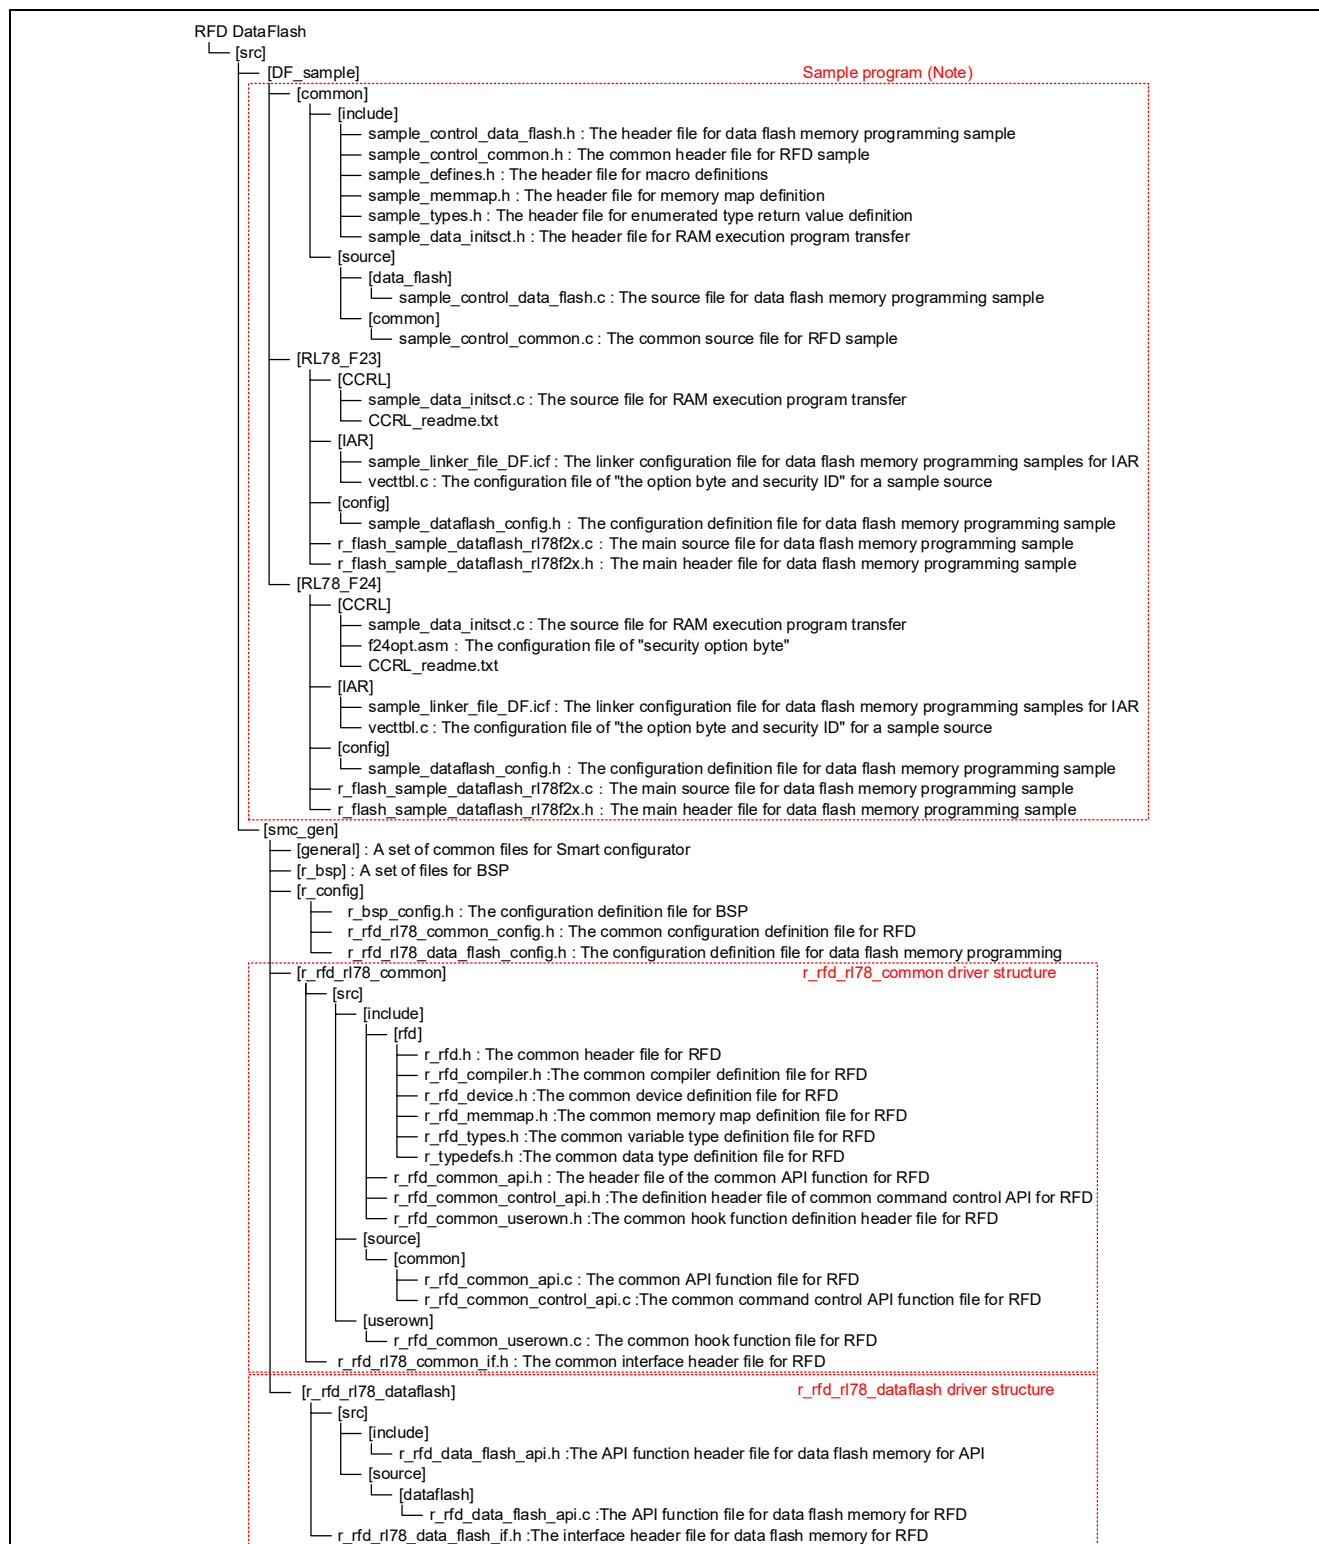 RFD DataFlash
[src]
[DF_sample]
Sample program (Note)
[common]
[include]
sample_control_data_flash.h : The header file for data flash memory programming sample
sample_control_common.h : The common header file for RFD sample
sample_defines.h : The header file for macro definitions
sample_memmap.h : The header file for memory map definition
sample_types.h : The header file for enumerated type return value definition
sample_data_initsct.h : The header file for RAM execution program transfer
[source]
[data_flash]
sample_control_data_flash.c : The source file for data flash memory programming sample
[common]
sample_control_common.c : The common source file for RFD sample
[RL78_F23]
[CCRL]
sample_data_initsct.c : The source file for RAM execution program transfer
CCRL_readme.txt
[IAR]
sample_linker_file_DF.icf : The linker configuration file for data flash memory programming samples for IAR
vecttbl.c : The configuration file of "the option byte and security ID" for a sample source
[config]
sample_dataflash_config.h : The configuration definition file for data flash memory programming sample
r_flash_sample_dataflash_rl78f2x.c : The main source file for data flash memory programming sample
r_flash_sample_dataflash_rl78f2x.h : The main header file for data flash memory programming sample
[RL78_F24]
[CCRL]
sample_data_initsct.c : The source file for RAM execution program transfer
f24opt.asm : The configuration file of "security option byte"
CCRL_readme.txt
[IAR]
sample_linker_file_DF.icf : The linker configuration file for data flash memory programming samples for IAR
vecttbl.c : The configuration file of "the option byte and security ID" for a sample source
[config]
sample_dataflash_config.h : The configuration definition file for data flash memory programming sample
r_flash_sample_dataflash_rl78f2x.c : The main source file for data flash memory programming sample
r_flash_sample_dataflash_rl78f2x.h : The main header file for data flash memory programming sample
[smc_gen]
[general] : A set of common files for Smart configurator
[r_bsp] : A set of files for BSP
[r_config]
r_bsp_config.h : The configuration definition file for BSP
r_rfd_rl78_common_config.h : The common configuration definition file for RFD
r_rfd_rl78_data_flash_config.h : The configuration definition file for data flash memory programming
[r_rfd_rl78_common]
r_rfd_rl78_common driver structure
[src]
[include]
[rfd]
r_rfd.h : The common header file for RFD
r_rfd_compiler.h :The common compiler definition file for RFD
r_rfd_device.h :The common device definition file for RFD
r_rfd_memmap.h :The common memory map definition file for RFD
r_rfd_types.h :The common variable type definition file for RFD
r_typedefs.h :The common data type definition file for RFD
r_rfd_common_api.h : The header file of the common API function for RFD
r_rfd_common_control_api.h :The definition header file of common command control API for RFD
r_rfd_common_userown.h :The common hook function definition header file for RFD
[source]
[common]
r_rfd_common_api.c : The common API function file for RFD
r_rfd_common_control_api.c :The common command control API function file for RFD
[userown]
r_rfd_common_userown.c : The common hook function file for RFD
r_rfd_rl78_common_if.h : The common interface header file for RFD
[r_rfd_rl78_dataflash]
r_rfd_rl78_dataflash driver structure
[src]
[include]
r_rfd_data_flash_api.h :The API function header file for data flash memory for API
[source]
[dataflash]
r_rfd_data_flash_api.c :The API function file for data flash memory for RFD
r_rfd_rl78_data_flash_if.h :The interface header file for data flash memory for RFD